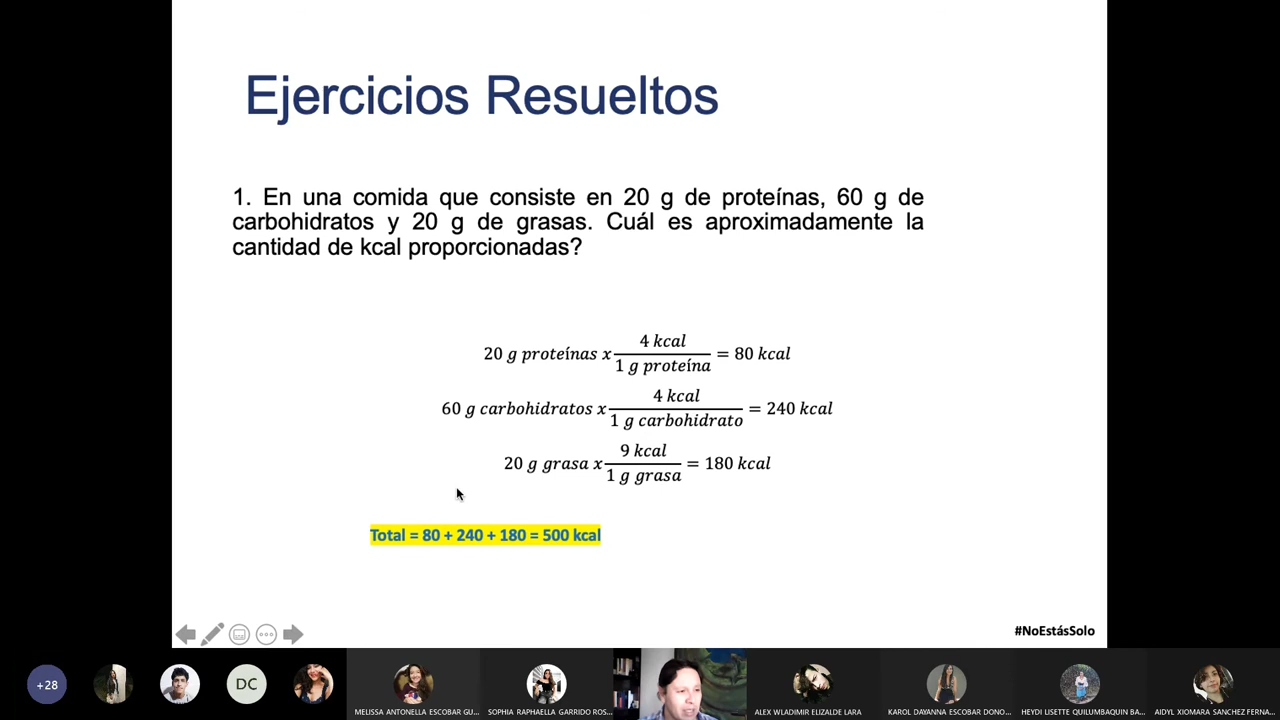 Ejercicios Resueltos
1. En una comida que consiste en 20 g de proteínas, 60 g de
carbohidratos y 20 g de grasas. Cuál es aproximadamente la
cantidad de kcal proporcionadas?
20 g proteínas x 4 kcal / 1 g proteína = 80 kcal
60 g carbohidratos x 4 kcal / 1 g carbohidrato = 240 kcal
20 g grasa x 9 kcal / 1 g grasa = 180 kcal
Total = 80 + 240 + 180 = 500 kcal
#NoEstásSolo
+28
DC
MELISSA ANTONELLA ESCOBAR GU...
SOPHIA RAPHAELLA GARRIDO ROS...
ALEX WLADIMIR ELIZALDE LARA
KAROL DAYANNA ESCOBAR DONO...
HEYDI LISETTE QUILUMBAQUIN BA...
AIDYL XIOMARA SANCHEZ FERNA...